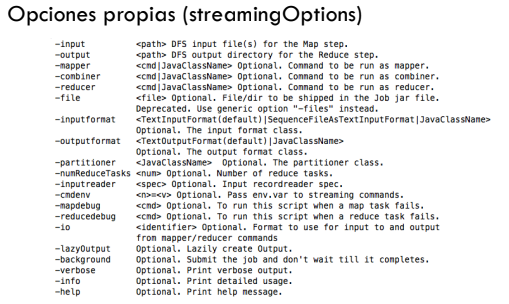 Opciones propias (streamingOptions)
-input <path> DFS input file(s) for the Map step.
-output <path> DFS output directory for the Reduce step.
-mapper <cmd|JavaClassName> Optional. Command to be run as mapper.
-combiner <cmd|JavaClassName> Optional. Command to be run as combiner.
-reducer <cmd|JavaClassName> Optional. Command to be run as reducer.
-file <file> Optional. File/dir to be shipped in the Job jar file.
Deprecated. Use generic option "-files" instead.
-inputformat <TextInputFormat(default)|SequenceFileAsTextInputFormat|JavaClassName>
Optional. The input format class.
-outputformat <TextOutputFormat(default)|JavaClassName>
Optional. The output format class.
-partitioner <JavaClassName> Optional. The partitioner class.
-numReduceTasks <num> Optional. Number of reduce tasks.
-inputreader <spec> Optional. Input recordreader spec.
-cmdenv <n>=<v> Optional. Pass env.var to streaming commands.
-mapdebug <cmd> Optional. To run this script when a map task fails.
-reducedebug <cmd> Optional. To run this script when a reduce task fails.
-io <identifier> Optional. Format to use for input to and output
from mapper/reducer commands
-lazyOutput Optional. Lazily create Output.
-background Optional. Submit the job and don't wait till it completes.
-verbose Optional. Print verbose output.
-info Optional. Print detailed usage.
-help Optional. Print help message.